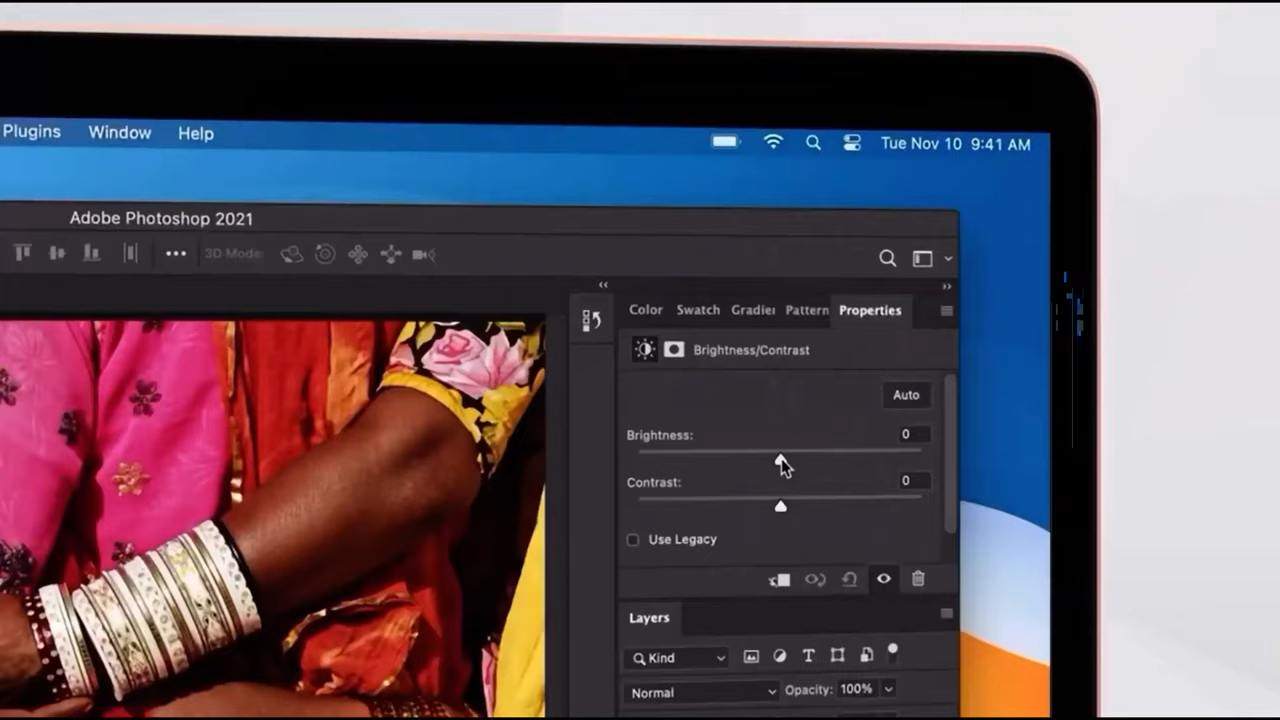 Plugins Window Help Tue Nov 10 9:41 AM
Adobe Photoshop 2021
3D Mode:
Color Swatch Gradier Pattern Properties
Brightness/Contrast
Auto
Brightness: 0
Contrast: 0
Use Legacy
Layers
Kind
Normal Opacity: 100%